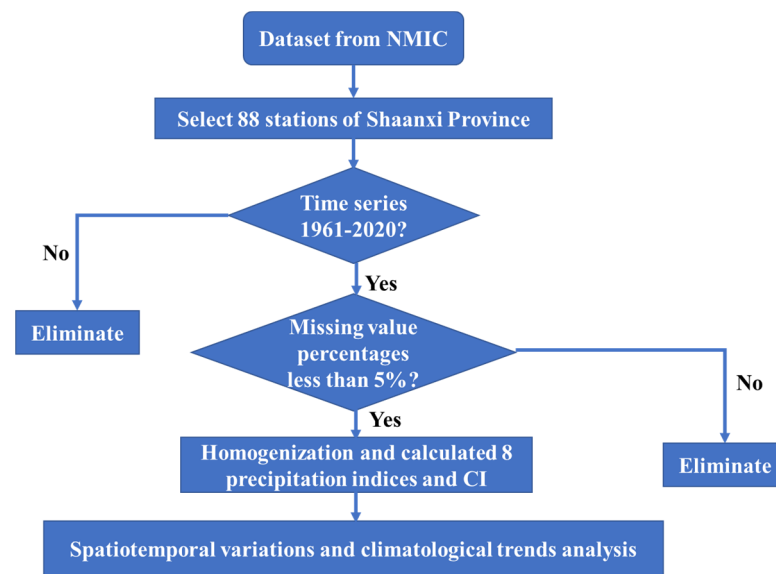 Dataset from NMIC
Select 88 stations of Shaanxi Province
Time series
1961-2020?
No
Yes
Eliminate
Missing value
percentages
less than 5%?
No
Yes
Homogenization and calculated 8
precipitation indices and CI
Eliminate
Spatiotemporal variations and climatological trends analysis